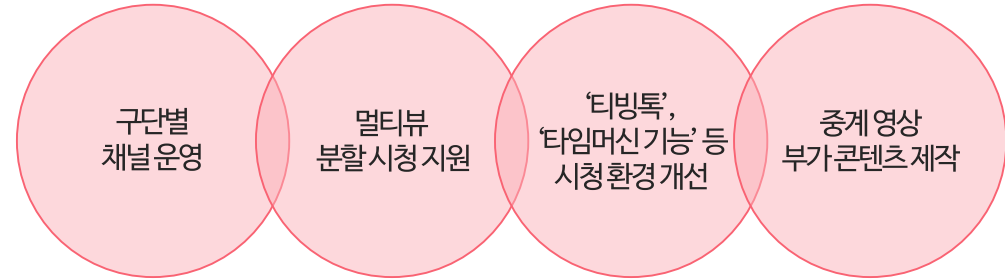 구단별
채널 운영
멀티뷰
분할 시청 지원
‘티빙톡’,
‘타임머신 기능’ 등
시청 환경 개선
중계 영상
부가 콘텐츠 제작